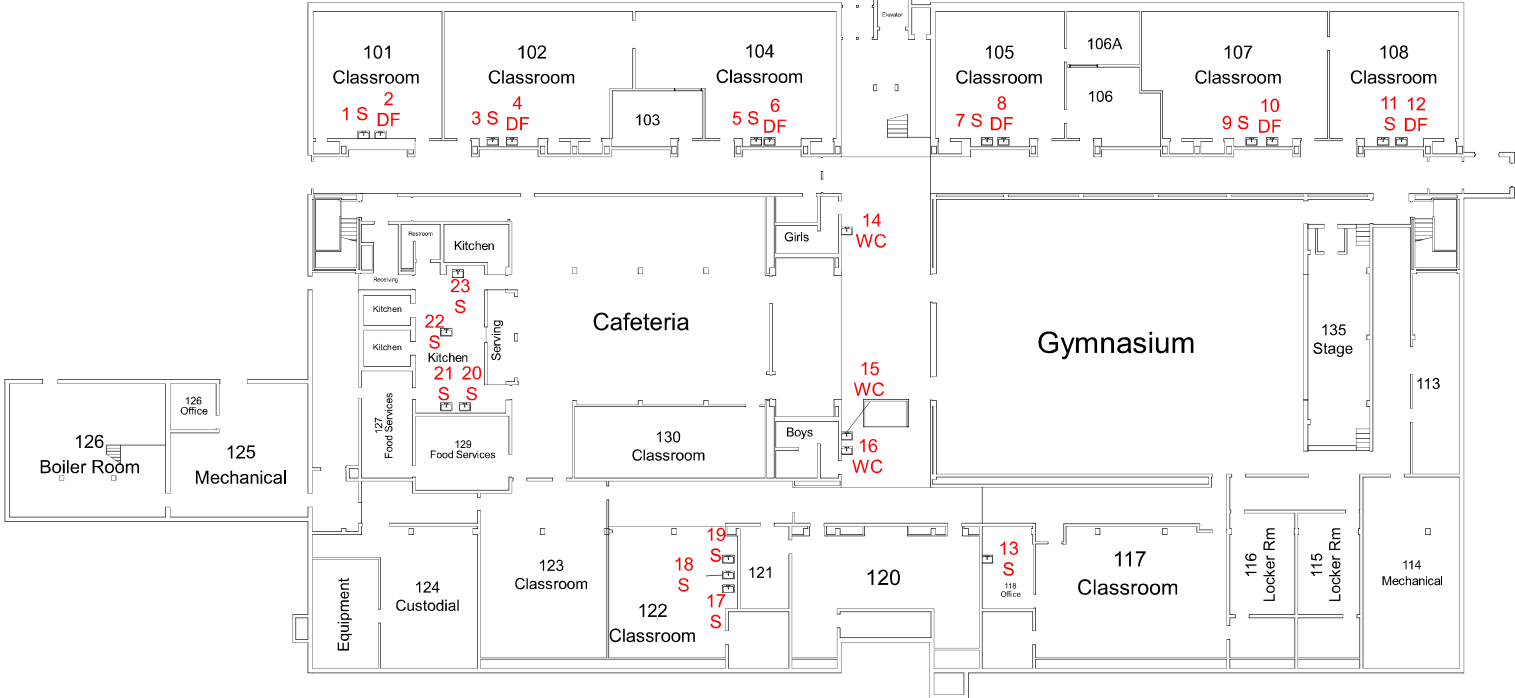 Elevator
101
Classroom
1 S
2
DF
102
Classroom
3 S
4
DF
103
104
Classroom
5 S
6
DF
105
Classroom
7 S
8
DF
106A
106
107
Classroom
9 S
10
DF
108
Classroom
11
S
12
DF
Restroom
Kitchen
Receiving
23
S
Kitchen
22
S
Kitchen
Kitchen
Serving
21
S
20
S
Cafeteria
Girls
14
WC
Gymnasium
135
Stage
113
15
WC
Boys
16
WC
126
Office
126
Boiler Room
125
Mechanical
127
Food Services
129
Food Services
130
Classroom
Equipment
124
Custodial
123
Classroom
19
S
18
S
17
S
122
Classroom
121
120
13
S
118
Office
117
Classroom
116
Locker Rm
115
Locker Rm
114
Mechanical